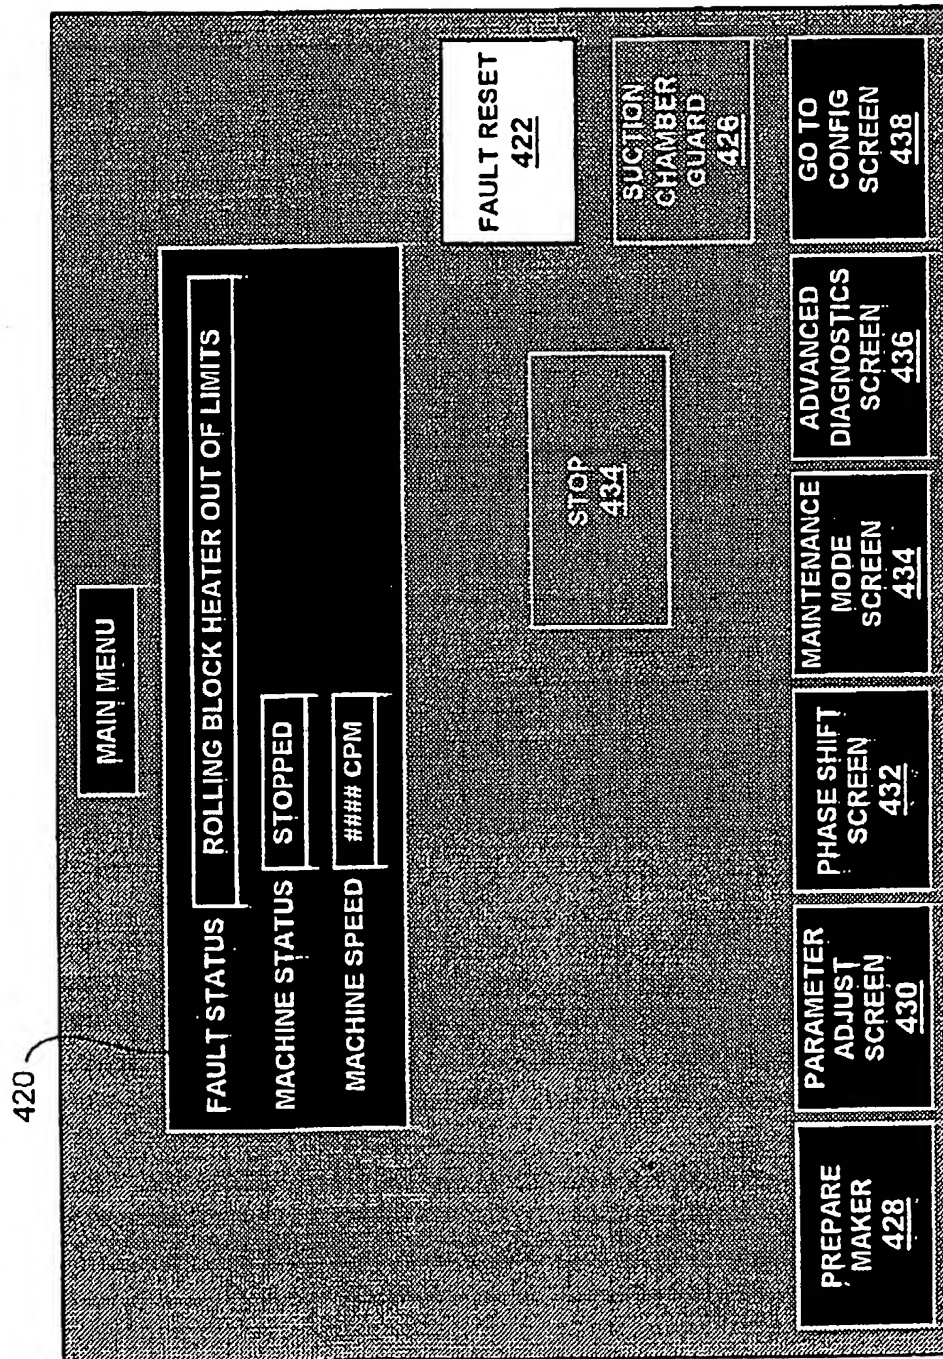 420
MAIN MENU
FAULT STATUS
ROLLING BLOCK HEATER OUT OF LIMITS
MACHINE STATUS
STOPPED
MACHINE SPEED
#### CPM
FAULT RESET
422
STOP
434
SUCTION
CHAMBER
GUARD
426
PREPARE
MAKER
428
PARAMETER
ADJUST
SCREEN
430
PHASE SHIFT
SCREEN
432
MAINTENANCE
MODE
SCREEN
434
ADVANCED
DIAGNOSTICS
SCREEN
436
GO TO
CONFIG
SCREEN
438